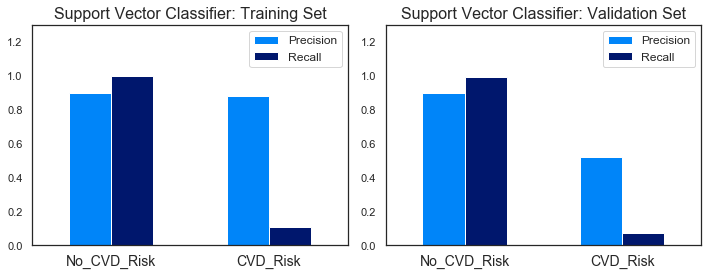 Support Vector Classifier: Training Set
1.2
1.0
0.8
0.6
0.4
0.2
0.0
Precision
Recall
No_CVD_Risk
CVD_Risk
Support Vector Classifier: Validation Set
1.2
1.0
0.8
0.6
0.4
0.2
0.0
Precision
Recall
No_CVD_Risk
CVD_Risk